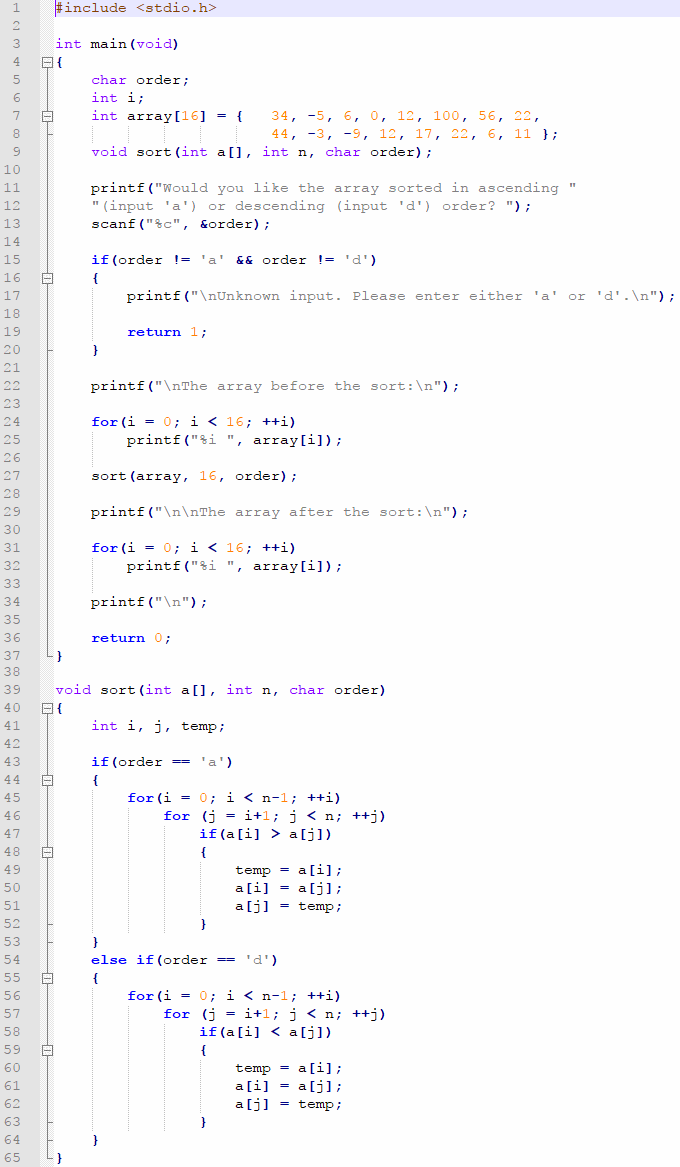 1 #include <stdio.h>
2
3 int main(void)
4 {
5     char order;
6     int i;
7     int array[16] = {   34, -5, 6, 0, 12, 100, 56, 22,
8                         44, -3, -9, 12, 17, 22, 6, 11 };
9     void sort(int a[], int n, char order);
10
11     printf("Would you like the array sorted in ascending "
12     "(input 'a') or descending (input 'd') order? ");
13     scanf("%c", &order);
14
15     if(order != 'a' && order != 'd')
16     {
17         printf("\nUnknown input. Please enter either 'a' or 'd'.\n");
18
19         return 1;
20     }
21
22     printf("\nThe array before the sort:\n");
23
24     for(i = 0; i < 16; ++i)
25         printf("%i ", array[i]);
26
27     sort(array, 16, order);
28
29     printf("\n\nThe array after the sort:\n");
30
31     for(i = 0; i < 16; ++i)
32         printf("%i ", array[i]);
33
34     printf("\n");
35
36     return 0;
37 }
38
39 void sort(int a[], int n, char order)
40 {
41     int i, j, temp;
42
43     if(order == 'a')
44     {
45         for(i = 0; i < n-1; ++i)
46             for (j = i+1; j < n; ++j)
47                 if(a[i] > a[j])
48                 {
49                     temp = a[i];
50                     a[i] = a[j];
51                     a[j] = temp;
52                 }
53     }
54     else if(order == 'd')
55     {
56         for(i = 0; i < n-1; ++i)
57             for (j = i+1; j < n; ++j)
58                 if(a[i] < a[j])
59                 {
60                     temp = a[i];
61                     a[i] = a[j];
62                     a[j] = temp;
63                 }
64     }
65 }